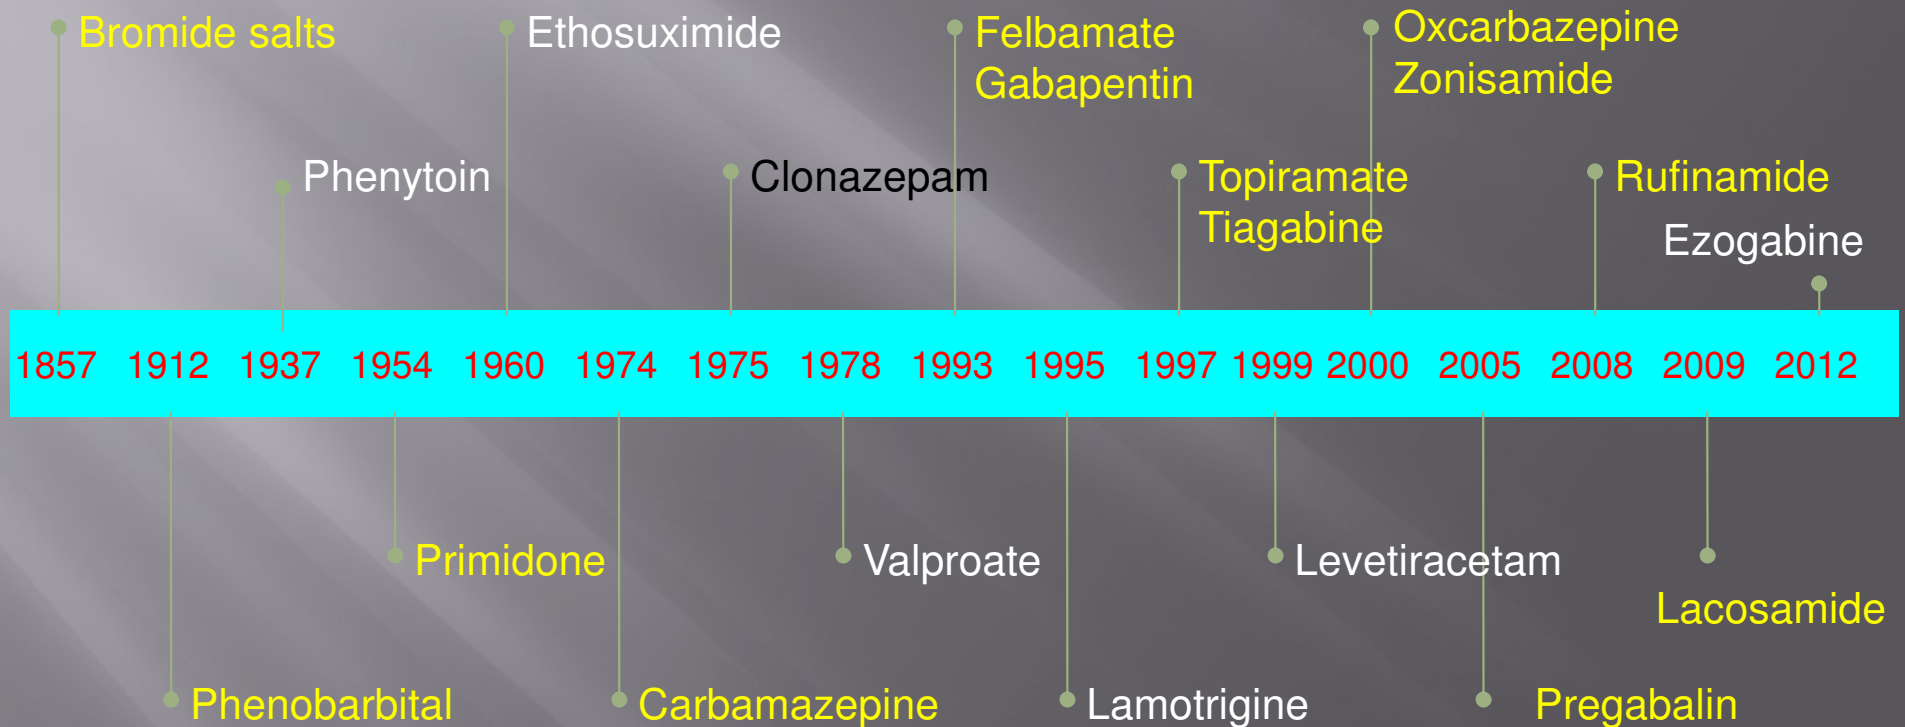 Bromide salts
Ethosuximide
Felbamate
Gabapentin
Oxcarbazepine
Zonisamide
Phenytoin
Clonazepam
Topiramate
Tiagabine
Rufinamide
Ezogabine
1857 1912 1937 1954 1960 1974 1975 1978 1993 1995 1997 1999 2000 2005 2008 2009 2012
Primidone
Valproate
Levetiracetam
Lacosamide
Phenobarbital
Carbamazepine
Lamotrigine
Pregabalin